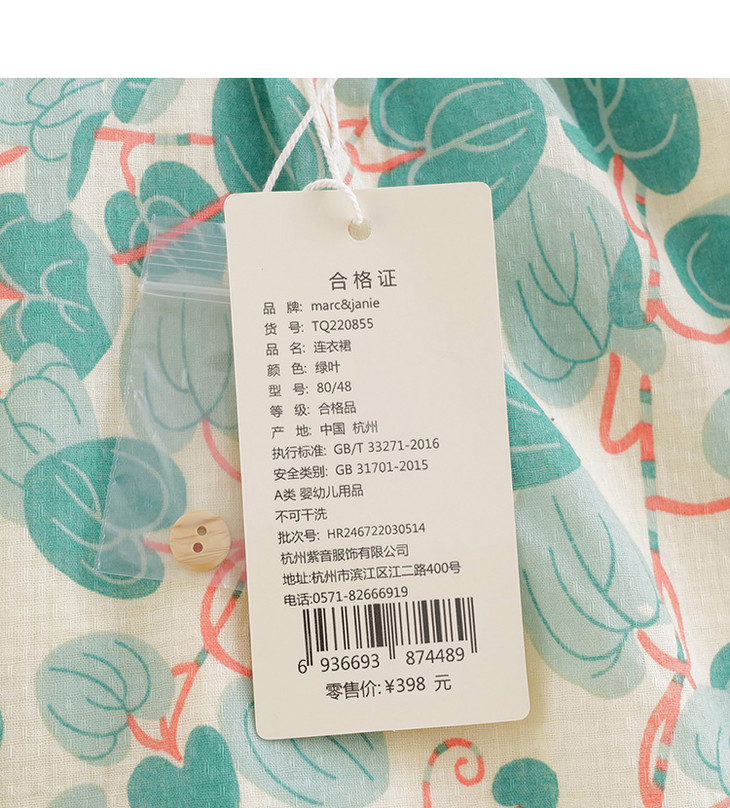 合格证
品 牌: marc&janie
货 号: TQ220855
品 名: 连衣裙
颜 色: 绿叶
型 号: 80/48
等 级: 合格品
产 地: 中国 杭州
执行标准: GB/T 33271-2016
安全类别: GB 31701-2015
A类 婴幼儿用品
不可干洗
批次号: HR246722030514
杭州紫音服饰有限公司
地址:杭州市滨江区江二路400号
电话:0571-82666919
6 936693 874489
零售价:¥398 元